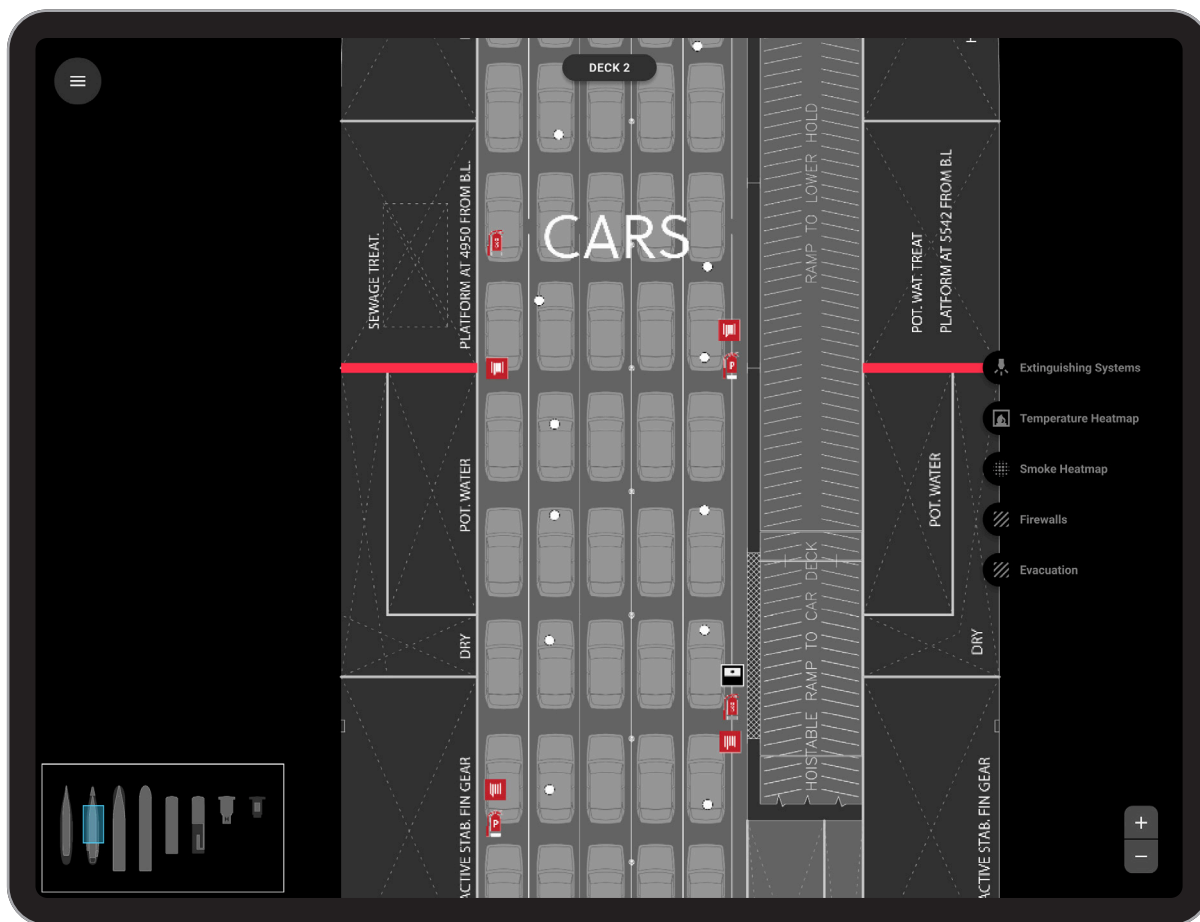 DECK 2
CARS
SEWAGE TREAT.
PLATFORM AT 4950 FROM B.L.
RAMP TO LOWER HOLD
POT. WAT. TREAT
PLATFORM AT 5542 FROM B.L
P
Extinguishing Systems
Temperature Heatmap
Smoke Heatmap
Firewalls
Evacuation
POT. WATER
POT. WATER
HOISTABLE RAMP TO CAR DECK
DRY
DRY
P
ACTIVE STAB. FIN GEAR
ACTIVE STAB. FIN GEAR
+
−